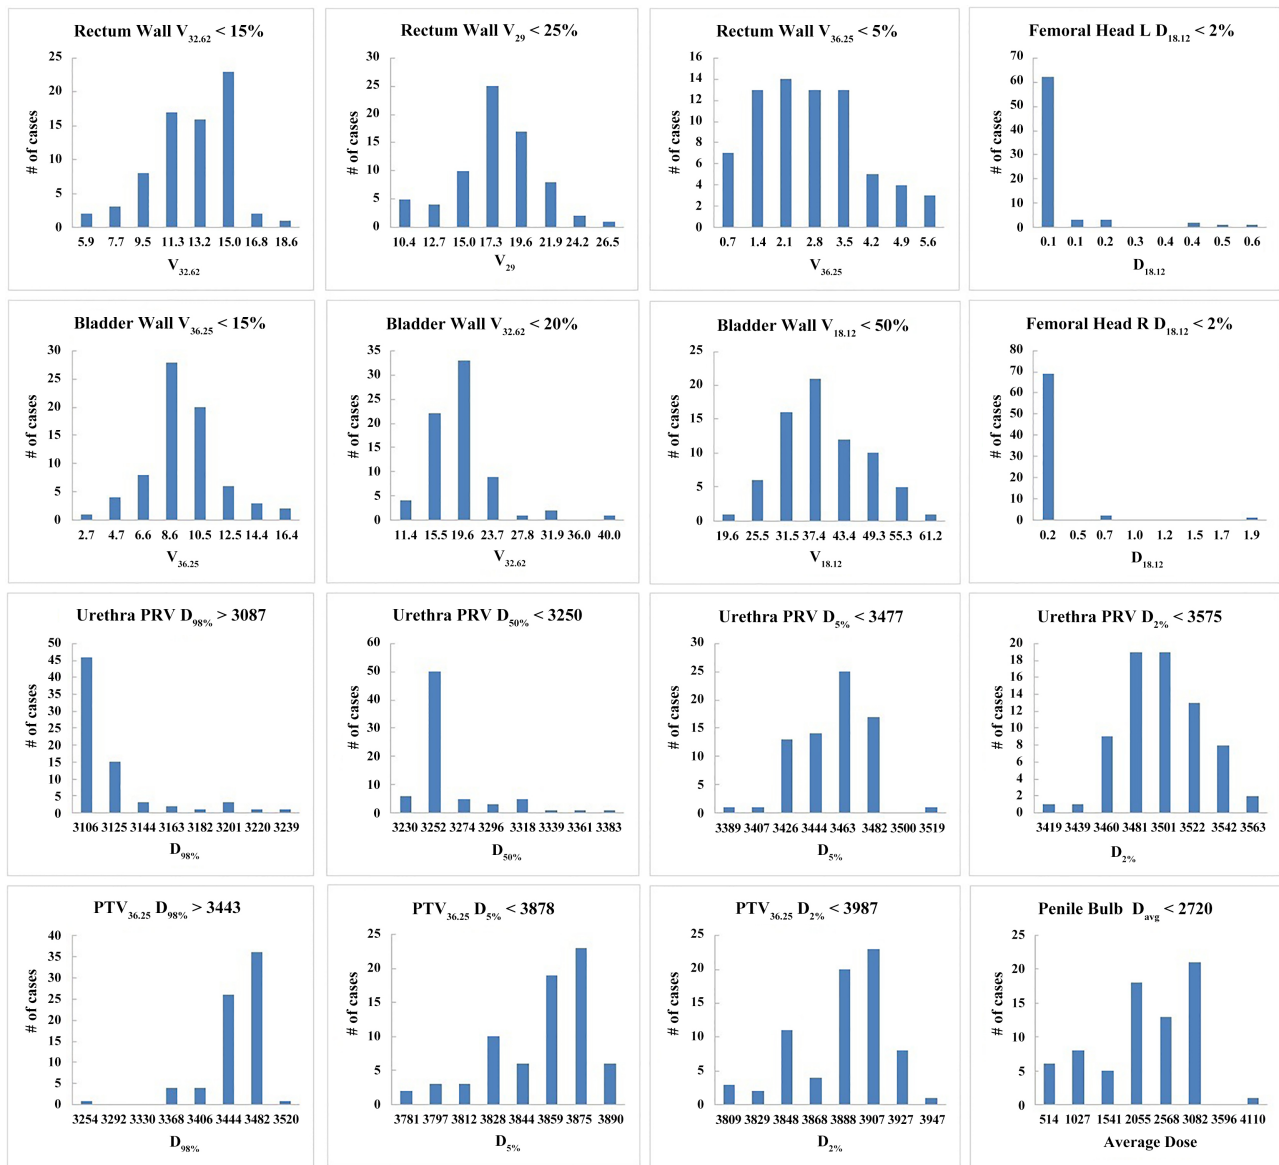 Rectum Wall V32.62 < 15%
25
20
15
10
5
0
# of cases
5.9 7.7 9.5 11.3 13.2 15.0 16.8 18.6
V32.62
Rectum Wall V29 < 25%
30
25
20
15
10
5
0
# of cases
10.4 12.7 15.0 17.3 19.6 21.9 24.2 26.5
V29
Rectum Wall V36.25 < 5%
16
14
12
10
8
6
4
2
0
# of cases
0.7 1.4 2.1 2.8 3.5 4.2 4.9 5.6
V36.25
Femoral Head L D18.12 < 2%
70
60
50
40
30
20
10
0
# of cases
0.1 0.1 0.2 0.3 0.4 0.4 0.5 0.6
D18.12
Bladder Wall V36.25 < 15%
30
25
20
15
10
5
0
# of cases
2.7 4.7 6.6 8.6 10.5 12.5 14.4 16.4
V36.25
Bladder Wall V32.62 < 20%
35
30
25
20
15
10
5
0
# of cases
11.4 15.5 19.6 23.7 27.8 31.9 36.0 40.0
V32.62
Bladder Wall V18.12 < 50%
25
20
15
10
5
0
# of cases
19.6 25.5 31.5 37.4 43.4 49.3 55.3 61.2
V18.12
Femoral Head R D18.12 < 2%
80
70
60
50
40
30
20
10
0
# of cases
0.2 0.5 0.7 1.0 1.2 1.5 1.7 1.9
D18.12
Urethra PRV D98% > 3087
50
45
40
35
30
25
20
15
10
5
0
# of cases
3106 3125 3144 3163 3182 3201 3220 3239
D98%
Urethra PRV D50% < 3250
60
50
40
30
20
10
0
# of cases
3230 3252 3274 3296 3318 3339 3361 3383
D50%
Urethra PRV D5% < 3477
30
25
20
15
10
5
0
# of cases
3389 3407 3426 3444 3463 3482 3500 3519
D5%
Urethra PRV D2% < 3575
20
18
16
14
12
10
8
6
4
2
0
# of cases
3419 3439 3460 3481 3501 3522 3542 3563
D2%
PTV36.25 D98% > 3443
40
35
30
25
20
15
10
5
0
# of cases
3254 3292 3330 3368 3406 3444 3482 3520
D98%
PTV36.25 D5% < 3878
25
20
15
10
5
0
# of cases
3781 3797 3812 3828 3844 3859 3875 3890
D5%
PTV36.25 D2% < 3987
25
20
15
10
5
0
# of cases
3809 3829 3848 3868 3888 3907 3927 3947
D2%
Penile Bulb Davg < 2720
25
20
15
10
5
0
# of cases
514 1027 1541 2055 2568 3082 3596 4110
Average Dose